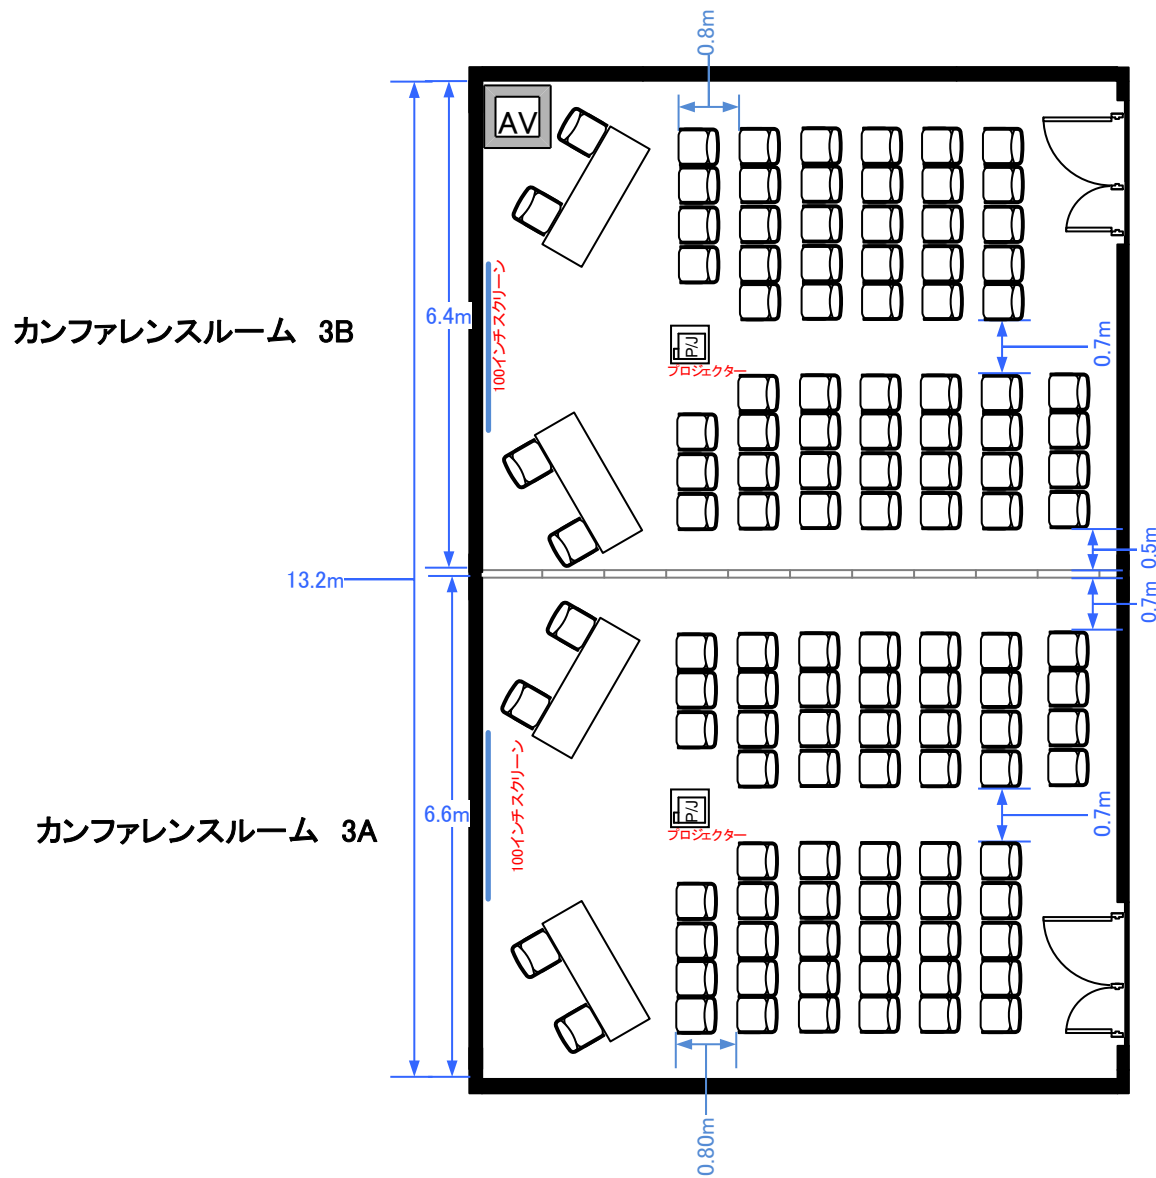 0.8m
AV
カンファレンスルーム 3B
6.4m
100インチスクリーン
P/J
プロジェクター
0.7m
0.5m
13.2m
0.7m
カンファレンスルーム 3A
6.6m
100インチスクリーン
P/J
プロジェクター
0.7m
0.80m